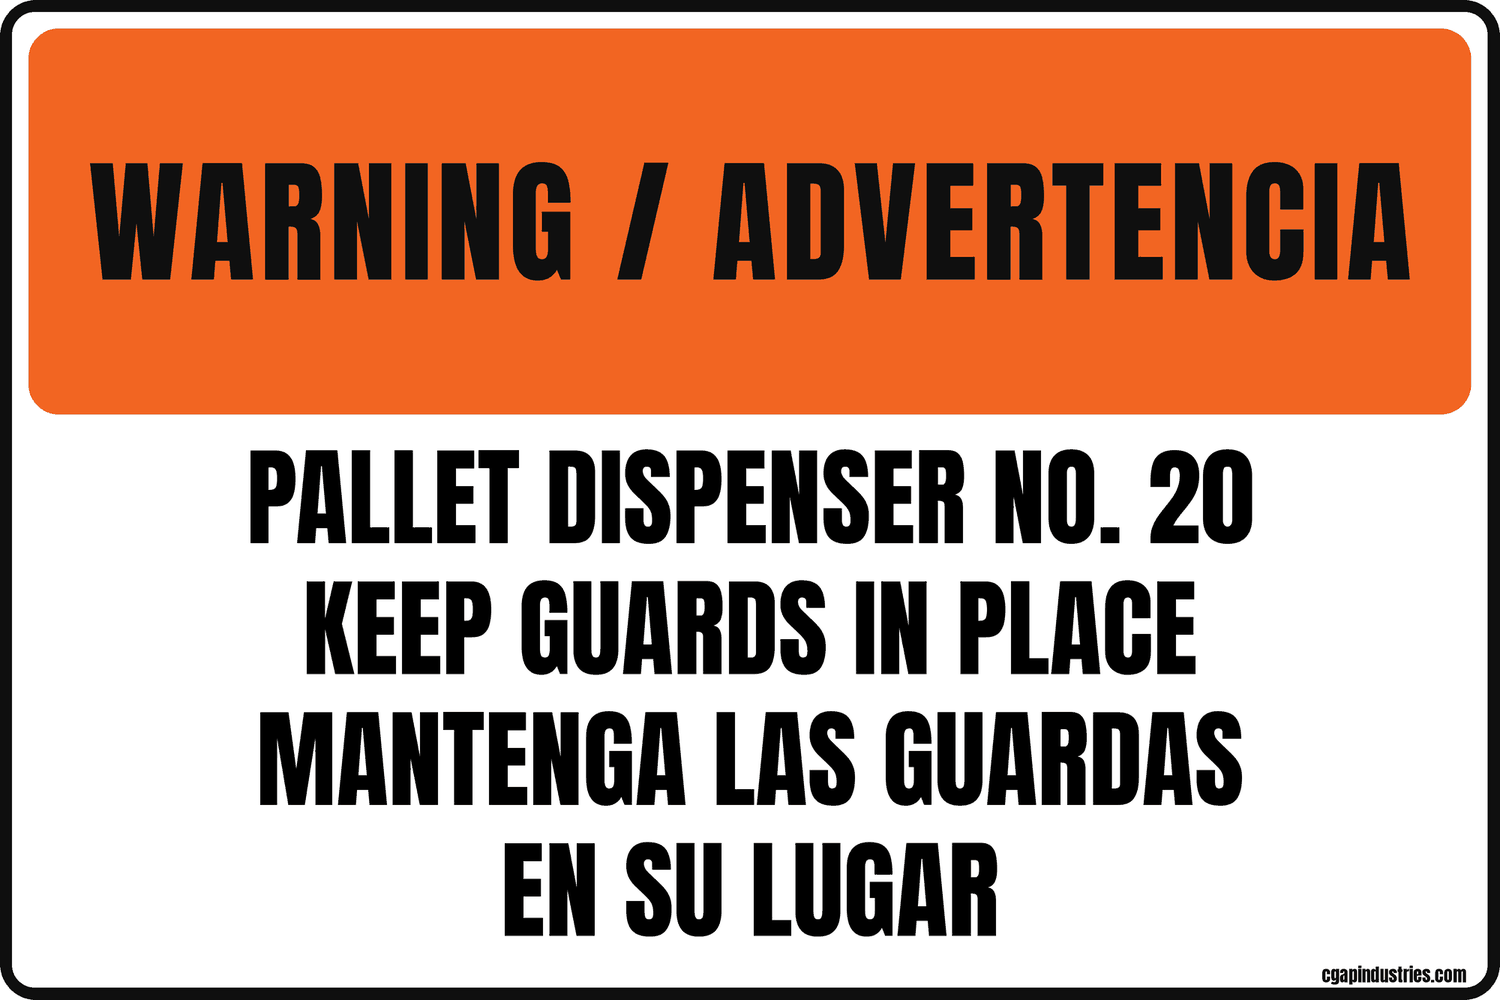 WARNING / ADVERTENCIA
PALLET DISPENSER NO. 20
KEEP GUARDS IN PLACE
MANTENGA LAS GUARDAS
EN SU LUGAR
cgapindustries.com